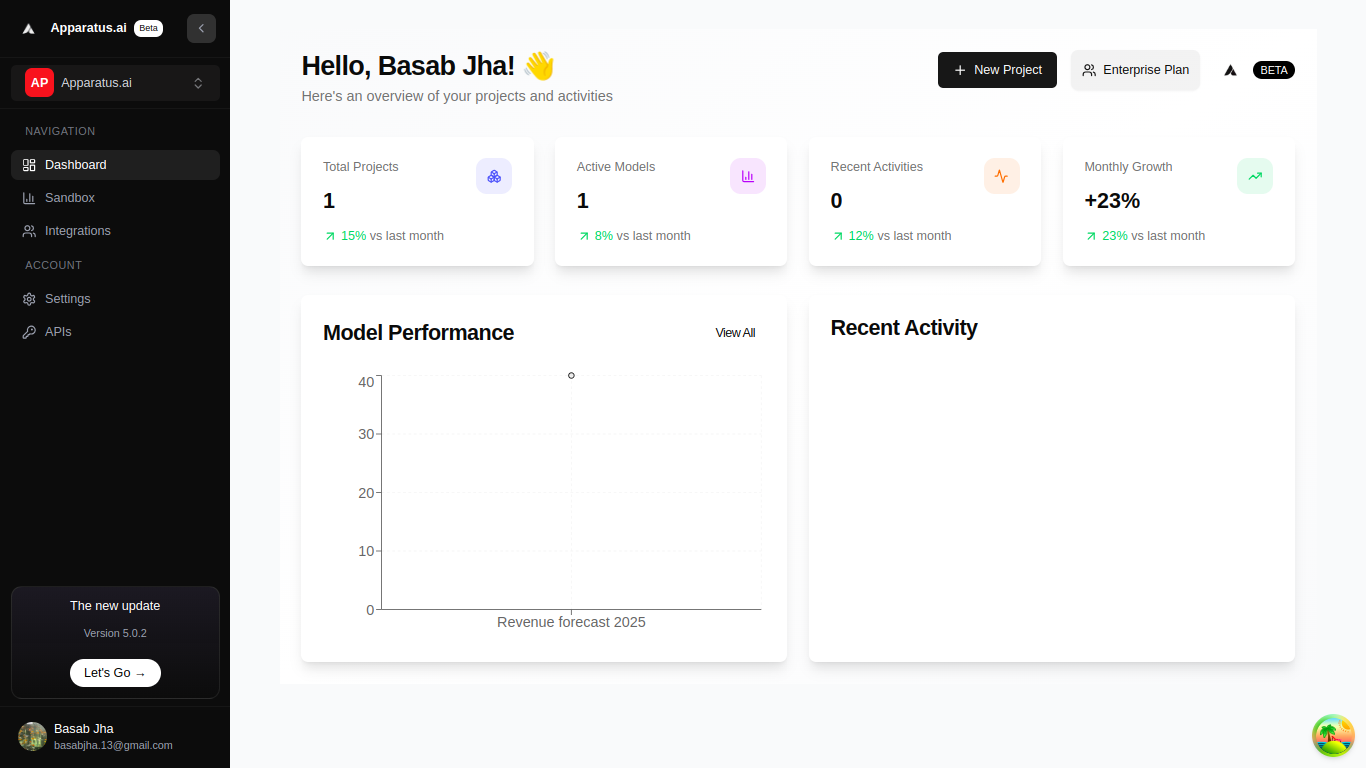 Apparatus.ai Beta
AP Apparatus.ai
NAVIGATION
Dashboard
Sandbox
Integrations
ACCOUNT
Settings
APIs
The new update
Version 5.0.2
Let's Go →
Basab Jha
basabjha.13@gmail.com
Hello, Basab Jha! 👋
Here's an overview of your projects and activities
New Project
Enterprise Plan
BETA
Total Projects
1
15% vs last month
Active Models
1
8% vs last month
Recent Activities
0
12% vs last month
Monthly Growth
+23%
23% vs last month
Model Performance
View All
40
30
20
10
0
Revenue forecast 2025
Recent Activity